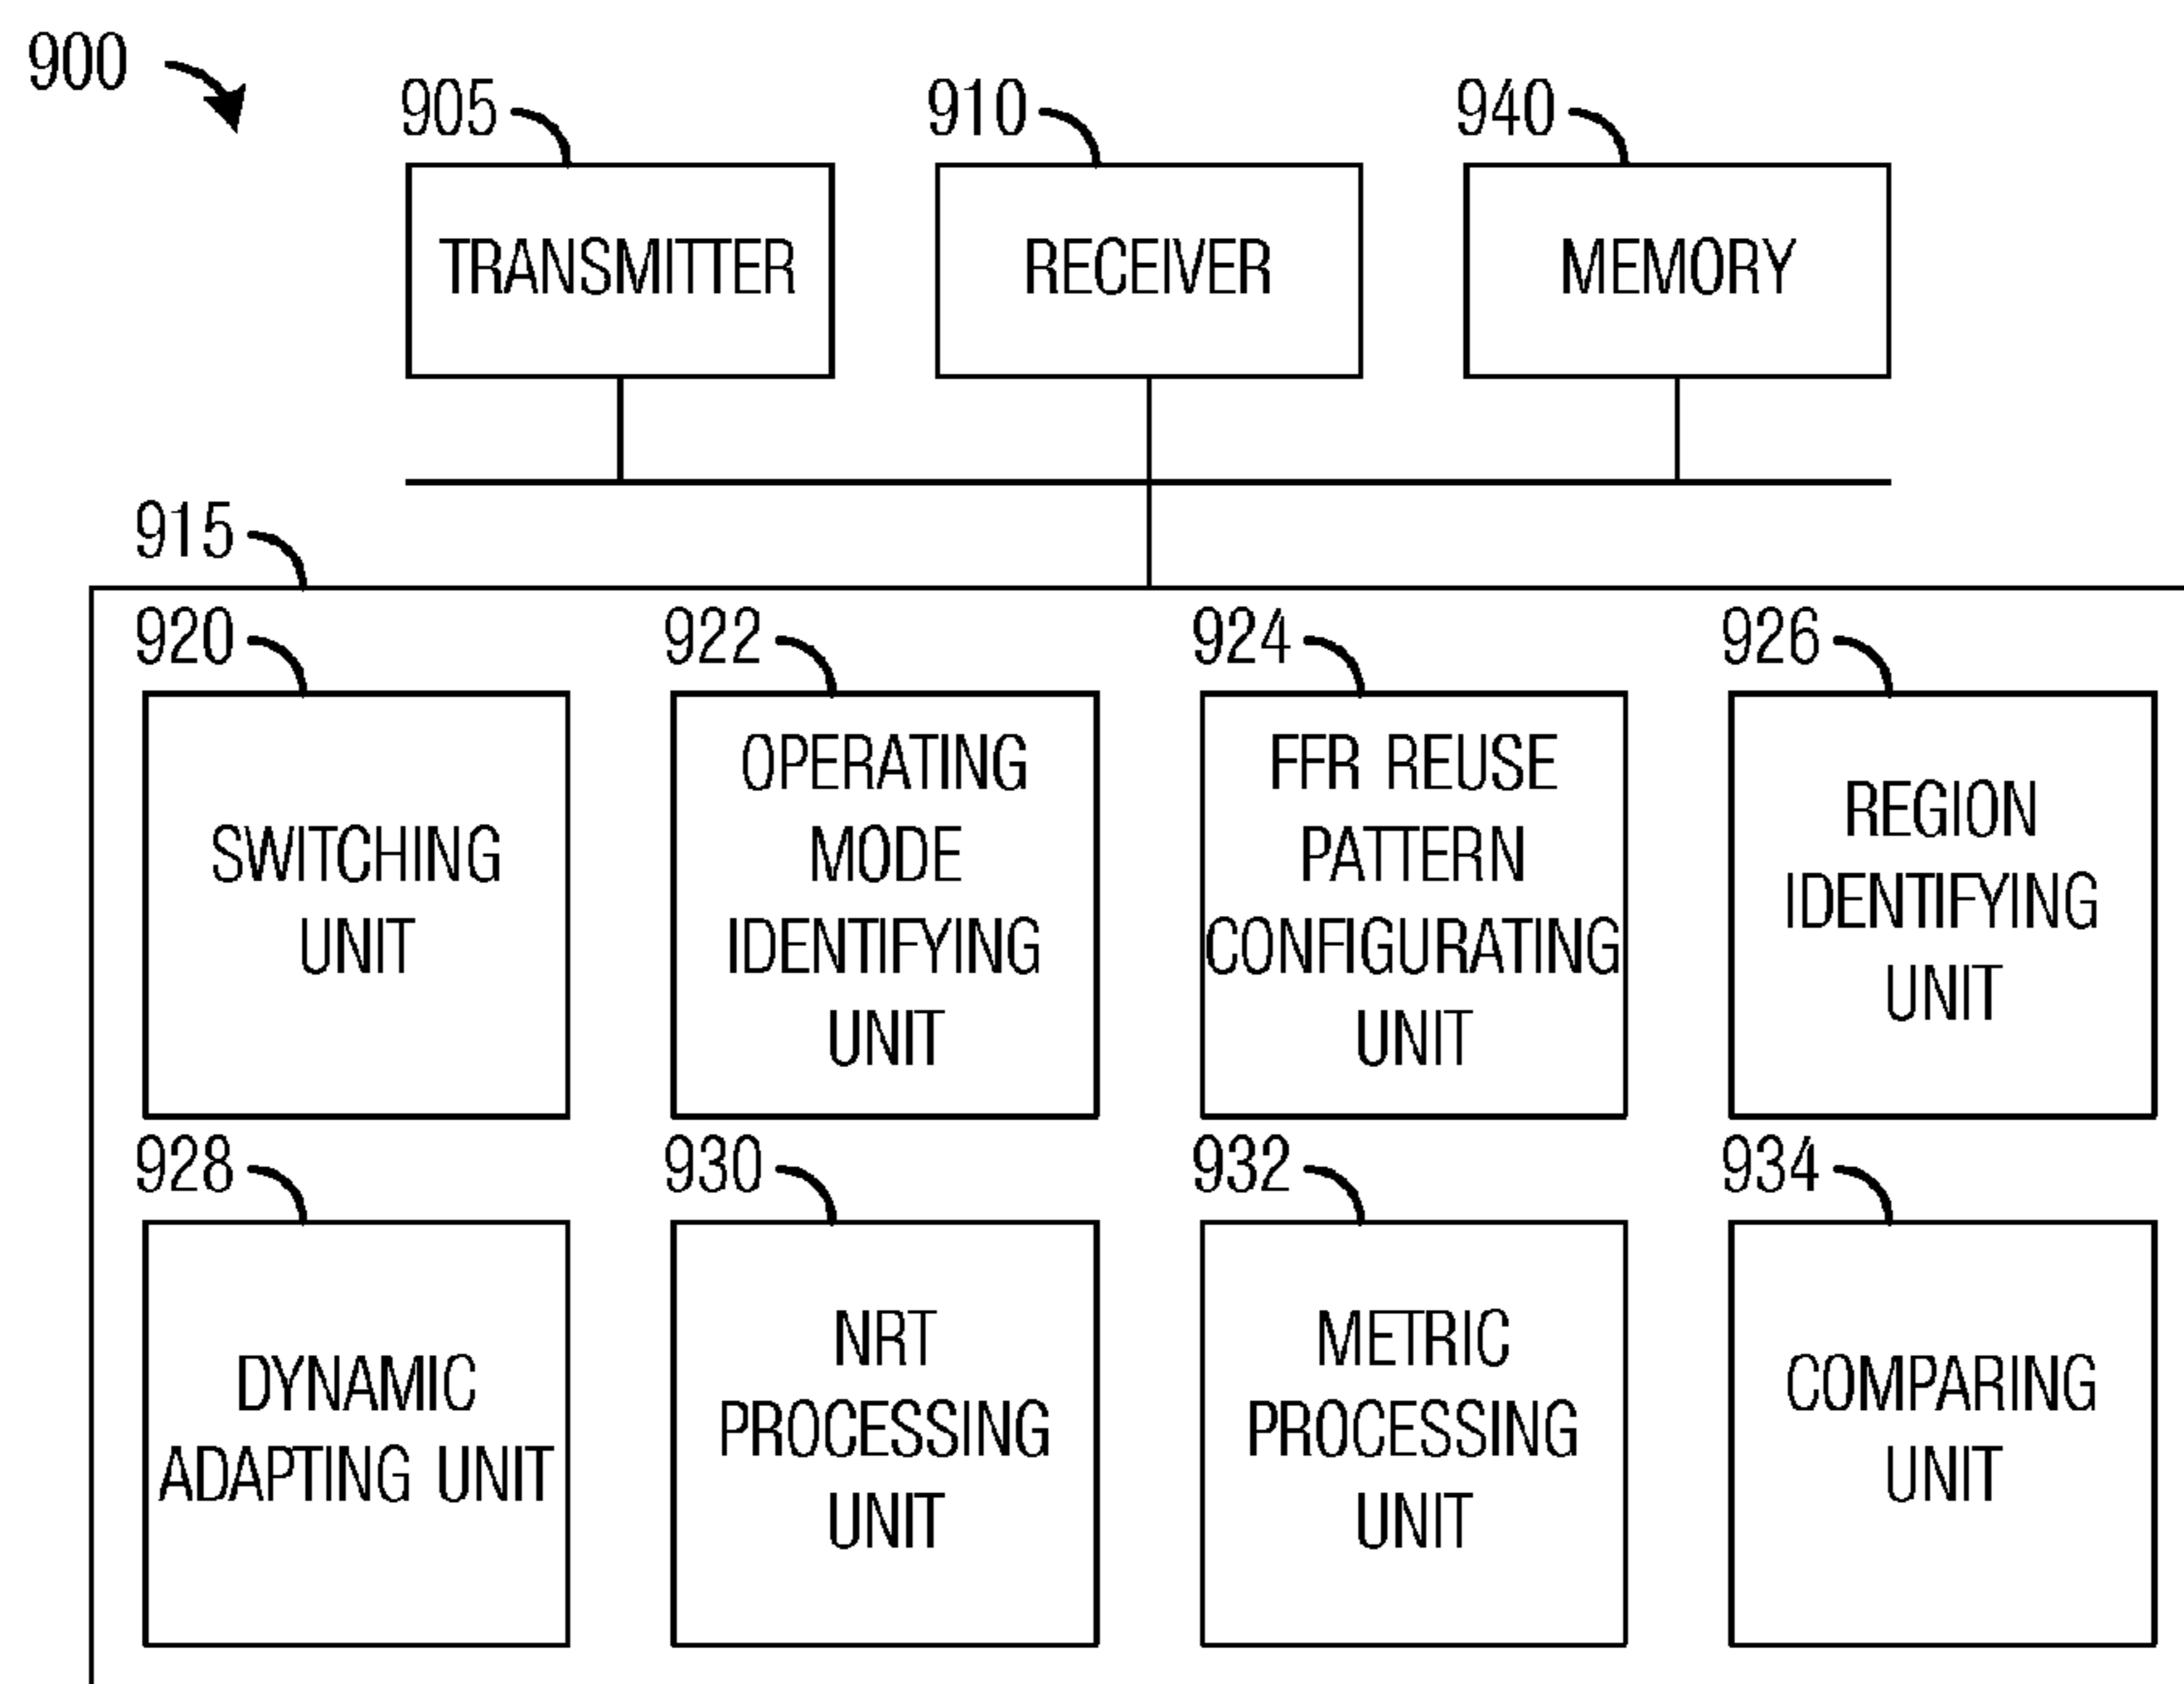 900
905
910
940
TRANSMITTER
RECEIVER
MEMORY
915
920
922
924
926
SWITCHING
UNIT
OPERATING
MODE
IDENTIFYING
UNIT
FFR REUSE
PATTERN
CONFIGURATING
UNIT
REGION
IDENTIFYING
UNIT
928
930
932
934
DYNAMIC
ADAPTING UNIT
NRT
PROCESSING
UNIT
METRIC
PROCESSING
UNIT
COMPARING
UNIT